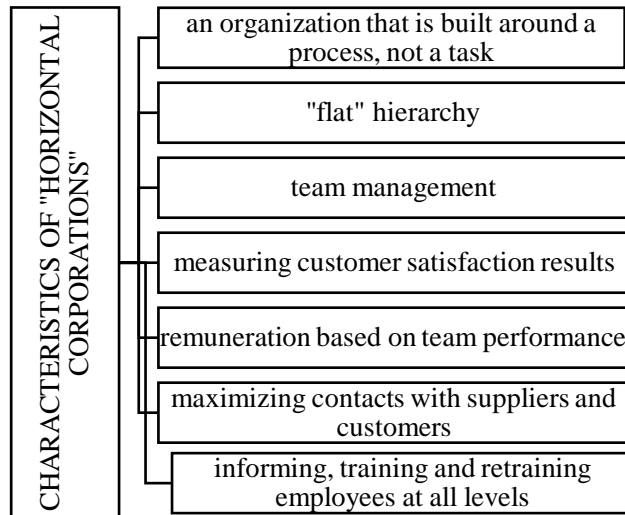 CHARACTERISTICS OF "HORIZONTAL
CORPORATIONS"
an organization that is built around a
process, not a task
"flat" hierarchy
team management
measuring customer satisfaction results
remuneration based on team performance
maximizing contacts with suppliers and
customers
informing, training and retraining
employees at all levels